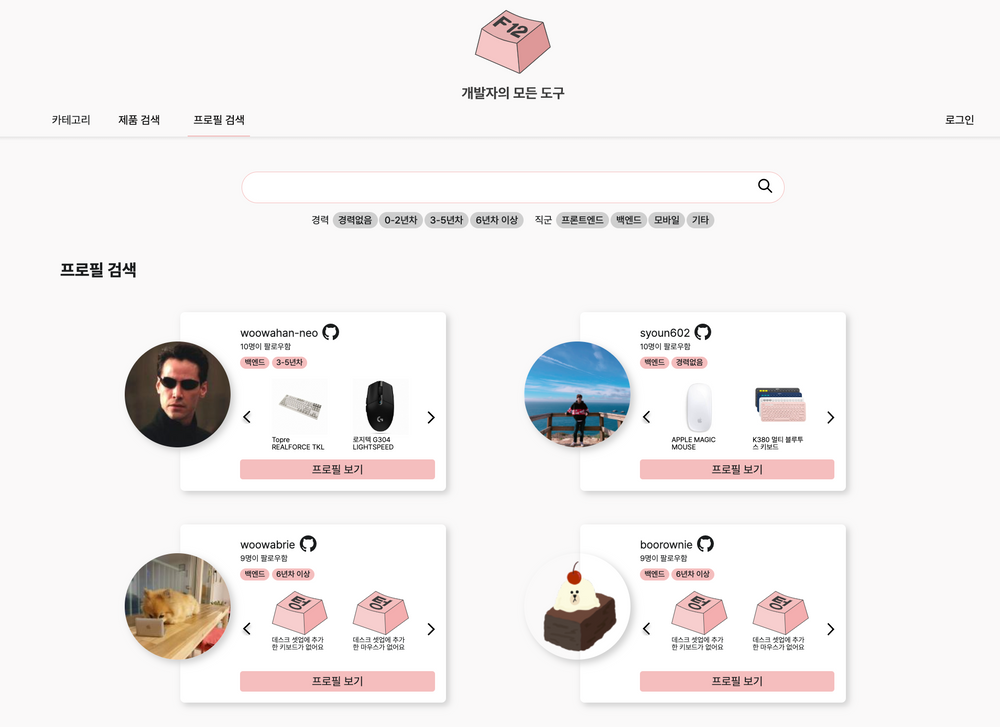 F12
개발자의 모든 도구
카테고리 제품 검색 프로필 검색 로그인
경력 경력없음 0-2년차 3-5년차 6년차 이상 직군 프론트엔드 백엔드 모바일 기타
프로필 검색
woowahan-neo
10명이 팔로우함
백엔드 3-5년차
Topre
REALFORCE TKL
로지텍 G304
LIGHTSPEED
프로필 보기
syoun602
10명이 팔로우함
백엔드 경력없음
APPLE MAGIC
MOUSE
K380 멀티 블루투
스 키보드
프로필 보기
woowabrie
9명이 팔로우함
백엔드 6년차 이상
텅
데스크 셋업에 추가
한 키보드가 없어요
텅
데스크 셋업에 추가
한 마우스가 없어요
프로필 보기
boorownie
9명이 팔로우함
백엔드 6년차 이상
텅
데스크 셋업에 추가
한 키보드가 없어요
텅
데스크 셋업에 추가
한 마우스가 없어요
프로필 보기